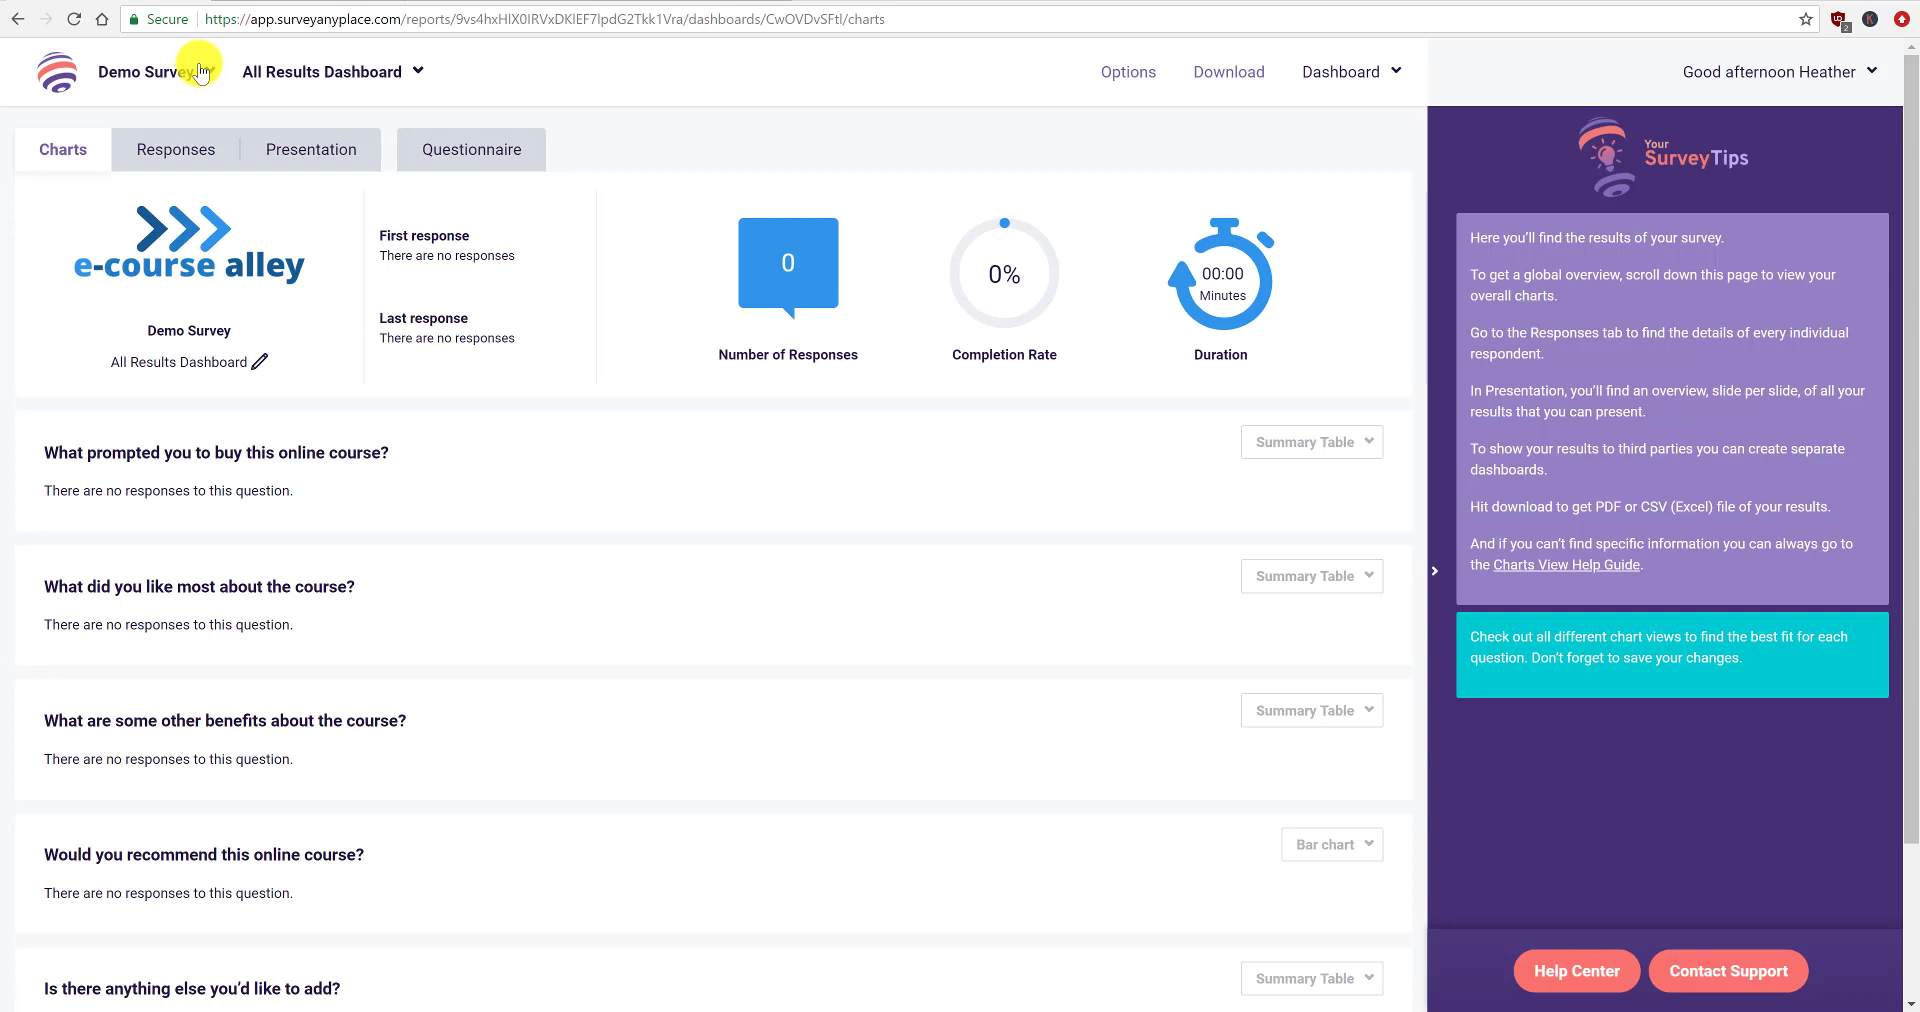 Secure
https://app.surveyanyplace.com/reports/9vs4hxHlX0IRVxDKlEF7lpdG2Tkk1Vra/dashboards/CwOVDvSFtl/charts
2
Demo Survey
All Results Dashboard
Options
Download
Dashboard
Good afternoon Heather
Charts
Responses
Presentation
Questionnaire
e-course alley
Demo Survey
All Results Dashboard
First response
There are no responses
Last response
There are no responses
0
Number of Responses
0%
Completion Rate
00:00
Minutes
Duration
What prompted you to buy this online course?
Summary Table
There are no responses to this question.
What did you like most about the course?
Summary Table
There are no responses to this question.
What are some other benefits about the course?
Summary Table
There are no responses to this question.
Would you recommend this online course?
Bar chart
There are no responses to this question.
Is there anything else you'd like to add?
Summary Table
Your
SurveyTips
Here you'll find the results of your survey.
To get a global overview, scroll down this page to view your
overall charts.
Go to the Responses tab to find the details of every individual
respondent.
In Presentation, you'll find an overview, slide per slide, of all your
results that you can present.
To show your results to third parties you can create separate
dashboards.
Hit download to get PDF or CSV (Excel) file of your results.
And if you can't find specific information you can always go to
the Charts View Help Guide.
Check out all different chart views to find the best fit for each
question. Don't forget to save your changes.
Help Center
Contact Support